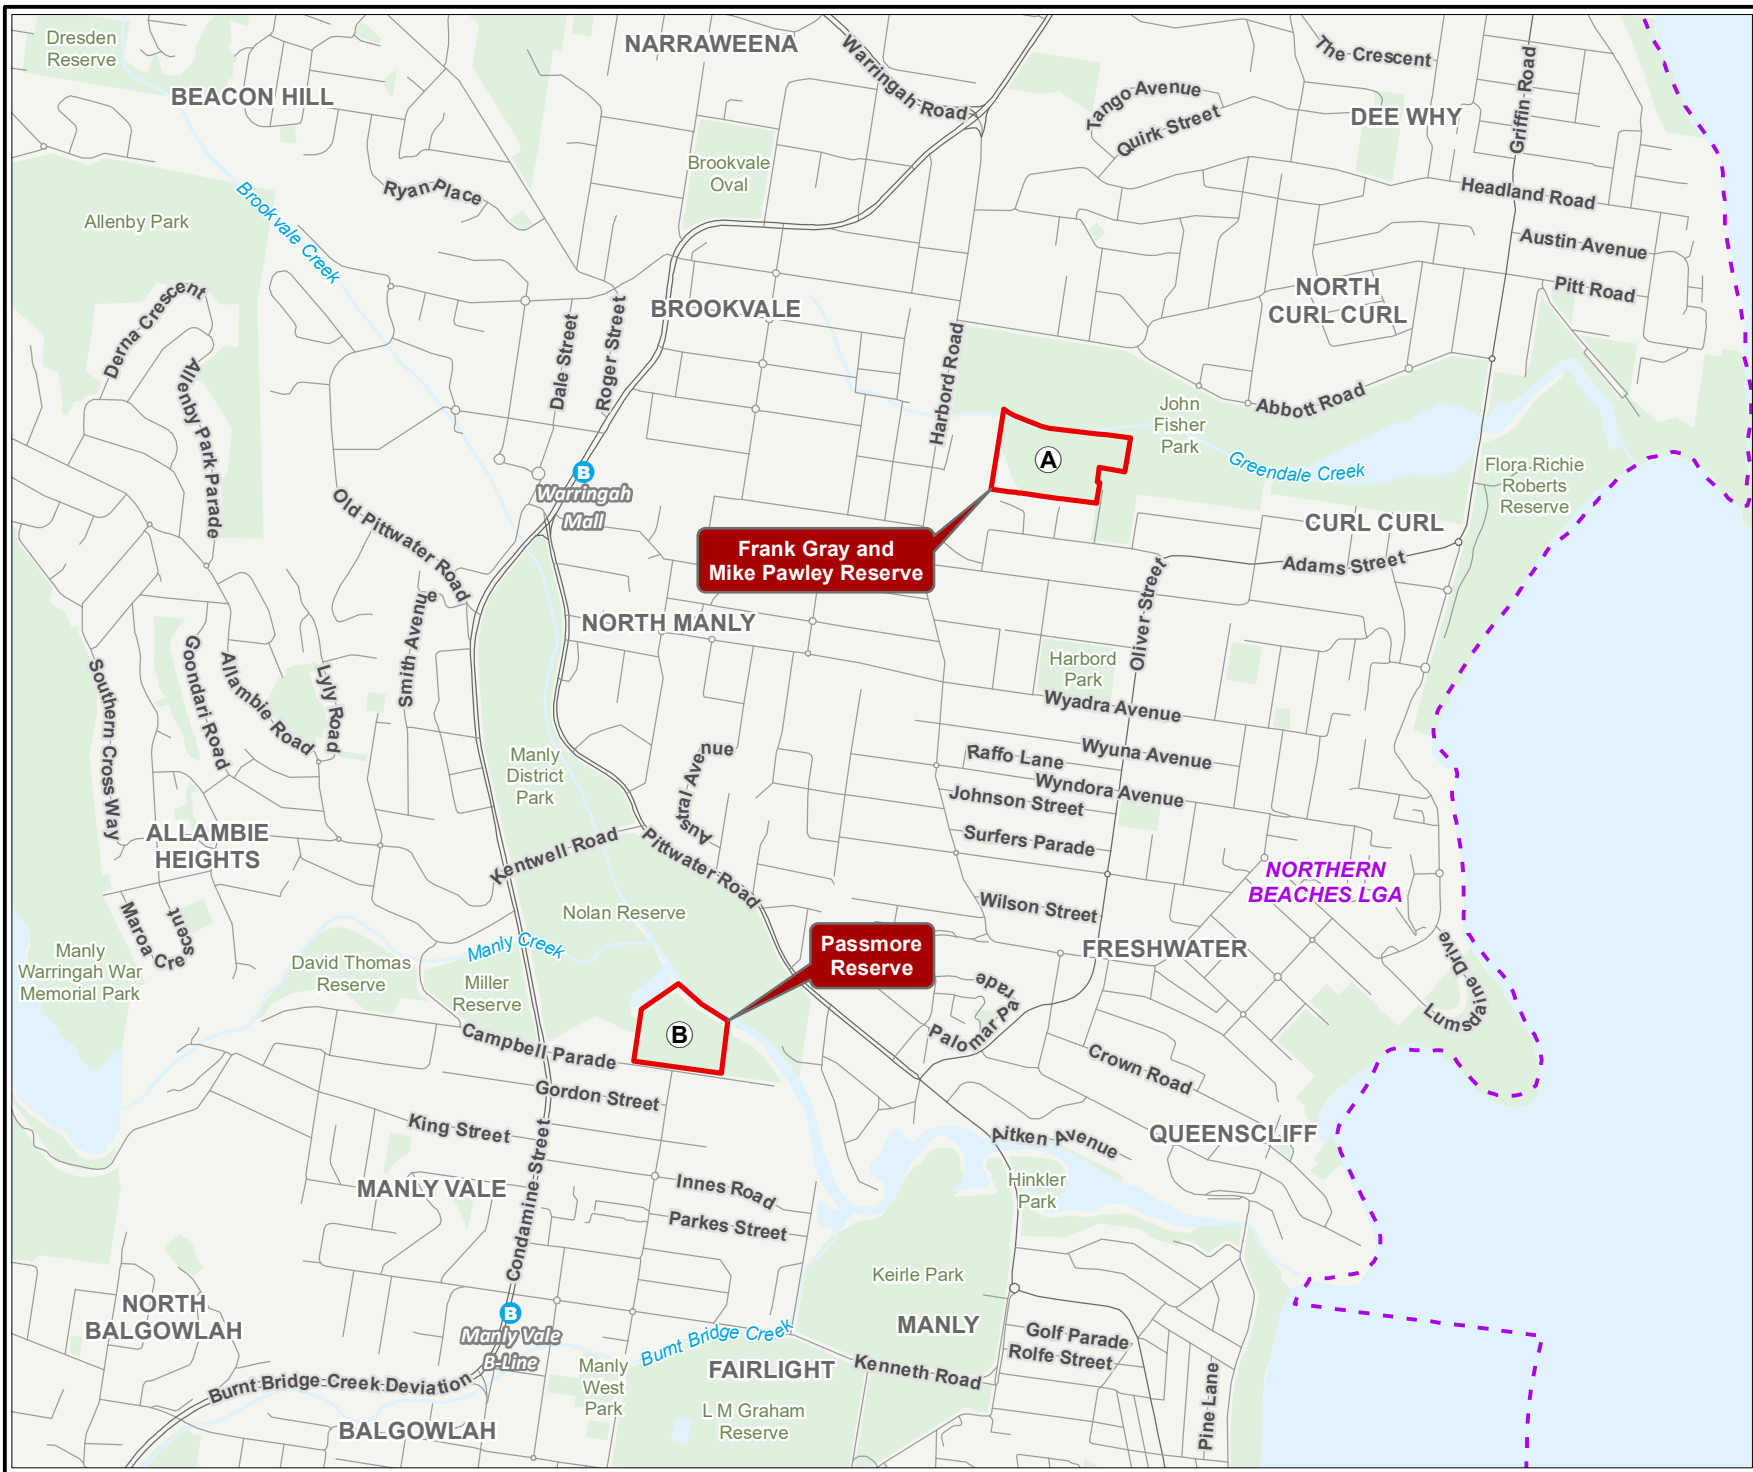 Dresden
Reserve
NARRAWEENA
Warringah Road
The Crescent
Griffin Road
BEACON HILL
Tango Avenue
Quirk Street
DEE WHY
Brookvale
Oval
Ryan Place
Headland Road
Allenby Park
Brookvale Creek
Austin Avenue
Pitt Road
NORTH
CURL CURL
Derna Crescent
BROOKVALE
Dale Street
Roger Street
Harbord Road
Allenby Park Parade
Abbott Road
John
Fisher
Park
A
B
Warringah
Mall
Greendale Creek
Flora Richie
Roberts
Reserve
Old Pittwater Road
CURL CURL
Frank Gray and
Mike Pawley Reserve
Adams Street
Oliver Street
Smith Avenue
NORTH MANLY
Harbord
Park
Southern Cross Way
Goondari Road
Allambie Road
Lyly Road
Wyadra Avenue
Manly
District
Park
Austral Avenue
Raffo Lane
Wyuna Avenue
Wyndora Avenue
Johnson Street
ALLAMBIE
HEIGHTS
Kentwell Road
Pittwater Road
Surfers Parade
NORTHERN
BEACHES LGA
Maroa Crescent
Nolan Reserve
Wilson Street
Manly
Warringah War
Memorial Park
David Thomas
Reserve
Manly Creek
Miller
Reserve
Passmore
Reserve
FRESHWATER
Lumsdaine Drive
Palomar Parade
B
Campbell Parade
Crown Road
Gordon Street
King Street
Condamine Street
Aitken Avenue
QUEENSCLIFF
MANLY VALE
Innes Road
Hinkler
Park
Parkes Street
Keirle Park
NORTH
BALGOWLAH
B
Manly Vale
B-Line
Burnt Bridge Creek
MANLY
Golf Parade
Rolfe Street
FAIRLIGHT
Kenneth Road
Manly
West
Park
Burnt Bridge Creek Deviation
L M Graham
Reserve
Pine Lane
BALGOWLAH